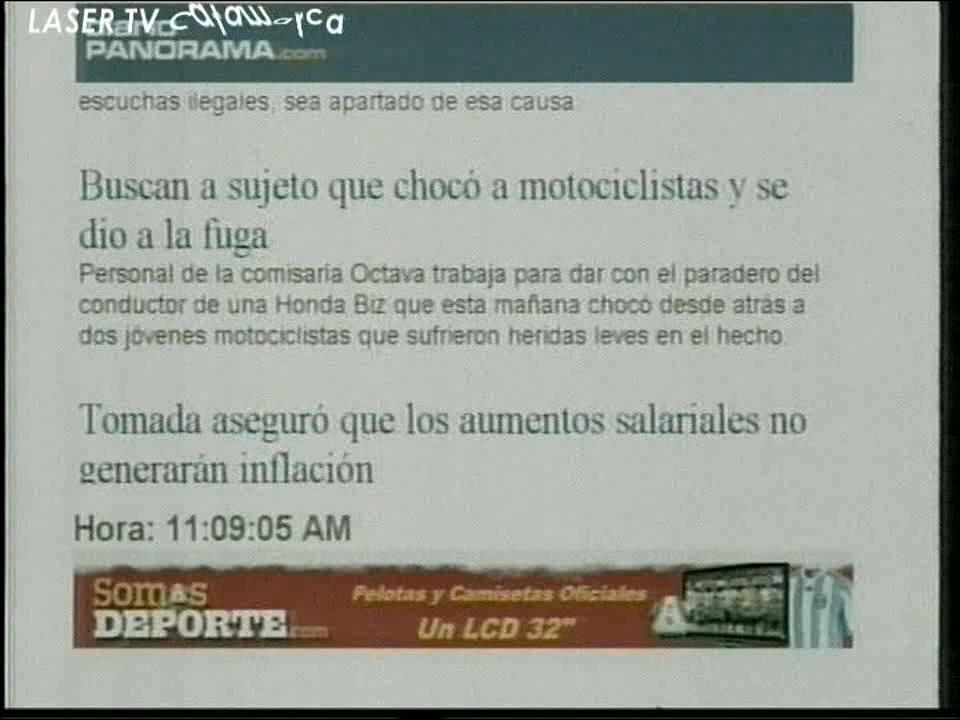 LASER TV Catamarca
Diario
PANORAMA.com
escuchas ilegales, sea apartado de esa causa
Buscan a sujeto que chocó a motociclistas y se
dio a la fuga
Personal de la comisaría Octava trabaja para dar con el paradero del
conductor de una Honda Biz que esta mañana chocó desde atrás a
dos jóvenes motociclistas que sufrieron heridas leves en el hecho.
Tomada aseguró que los aumentos salariales no
generarán inflación
Hora: 11:09:05 AM
Somos
DEPORTE.com
Pelotas y Camisetas Oficiales
Un LCD 32"